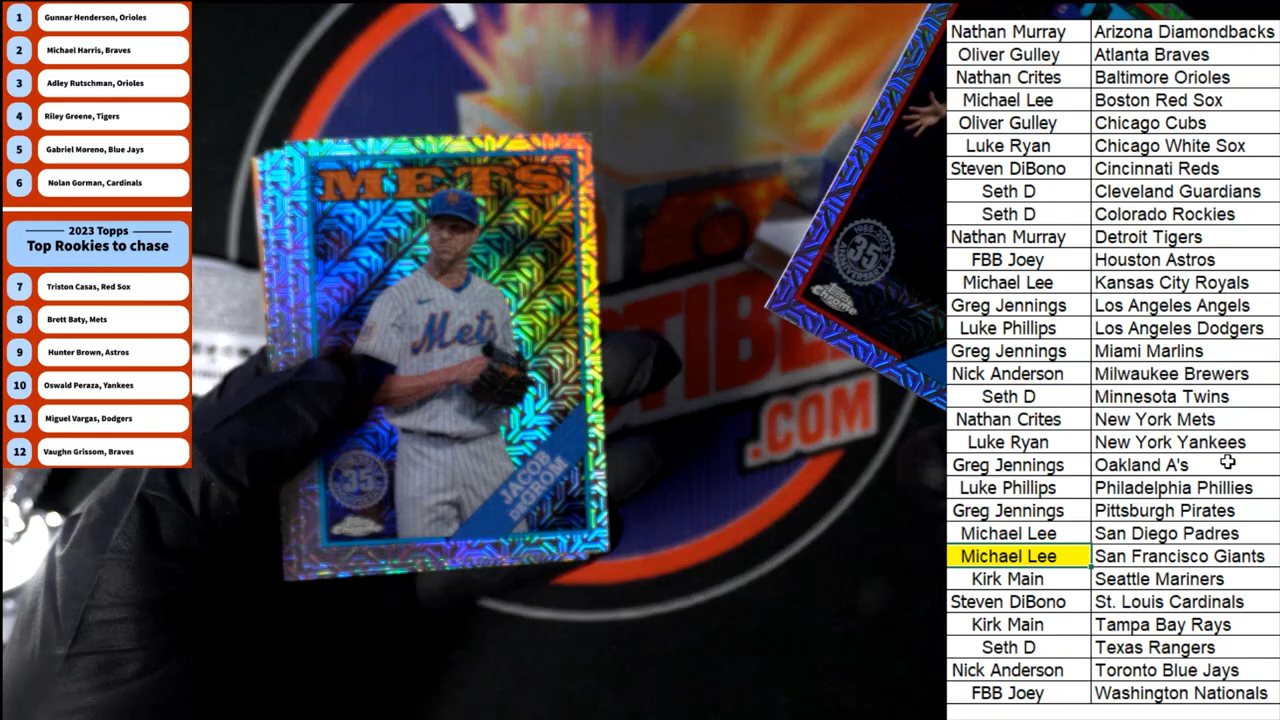 1 Gunnar Henderson, Orioles
2 Michael Harris, Braves
3 Adley Rutschman, Orioles
4 Riley Greene, Tigers
5 Gabriel Moreno, Blue Jays
6 Nolan Gorman, Cardinals
2023 Topps
Top Rookies to chase
7 Triston Casas, Red Sox
8 Brett Baty, Mets
9 Hunter Brown, Astros
10 Oswald Peraza, Yankees
11 Miguel Vargas, Dodgers
12 Vaughn Grissom, Braves
METS
Mets
35
JACOB
DEGROM
35
ANNIVERSARY
Topps
Chrome
.COM
Nathan Murray Arizona Diamondbacks
Oliver Gulley Atlanta Braves
Nathan Crites Baltimore Orioles
Michael Lee Boston Red Sox
Oliver Gulley Chicago Cubs
Luke Ryan Chicago White Sox
Steven DiBono Cincinnati Reds
Seth D Cleveland Guardians
Seth D Colorado Rockies
Nathan Murray Detroit Tigers
FBB Joey Houston Astros
Michael Lee Kansas City Royals
Greg Jennings Los Angeles Angels
Luke Phillips Los Angeles Dodgers
Greg Jennings Miami Marlins
Nick Anderson Milwaukee Brewers
Seth D Minnesota Twins
Nathan Crites New York Mets
Luke Ryan New York Yankees
Greg Jennings Oakland A's
Luke Phillips Philadelphia Phillies
Greg Jennings Pittsburgh Pirates
Michael Lee San Diego Padres
Michael Lee San Francisco Giants
Kirk Main Seattle Mariners
Steven DiBono St. Louis Cardinals
Kirk Main Tampa Bay Rays
Seth D Texas Rangers
Nick Anderson Toronto Blue Jays
FBB Joey Washington Nationals